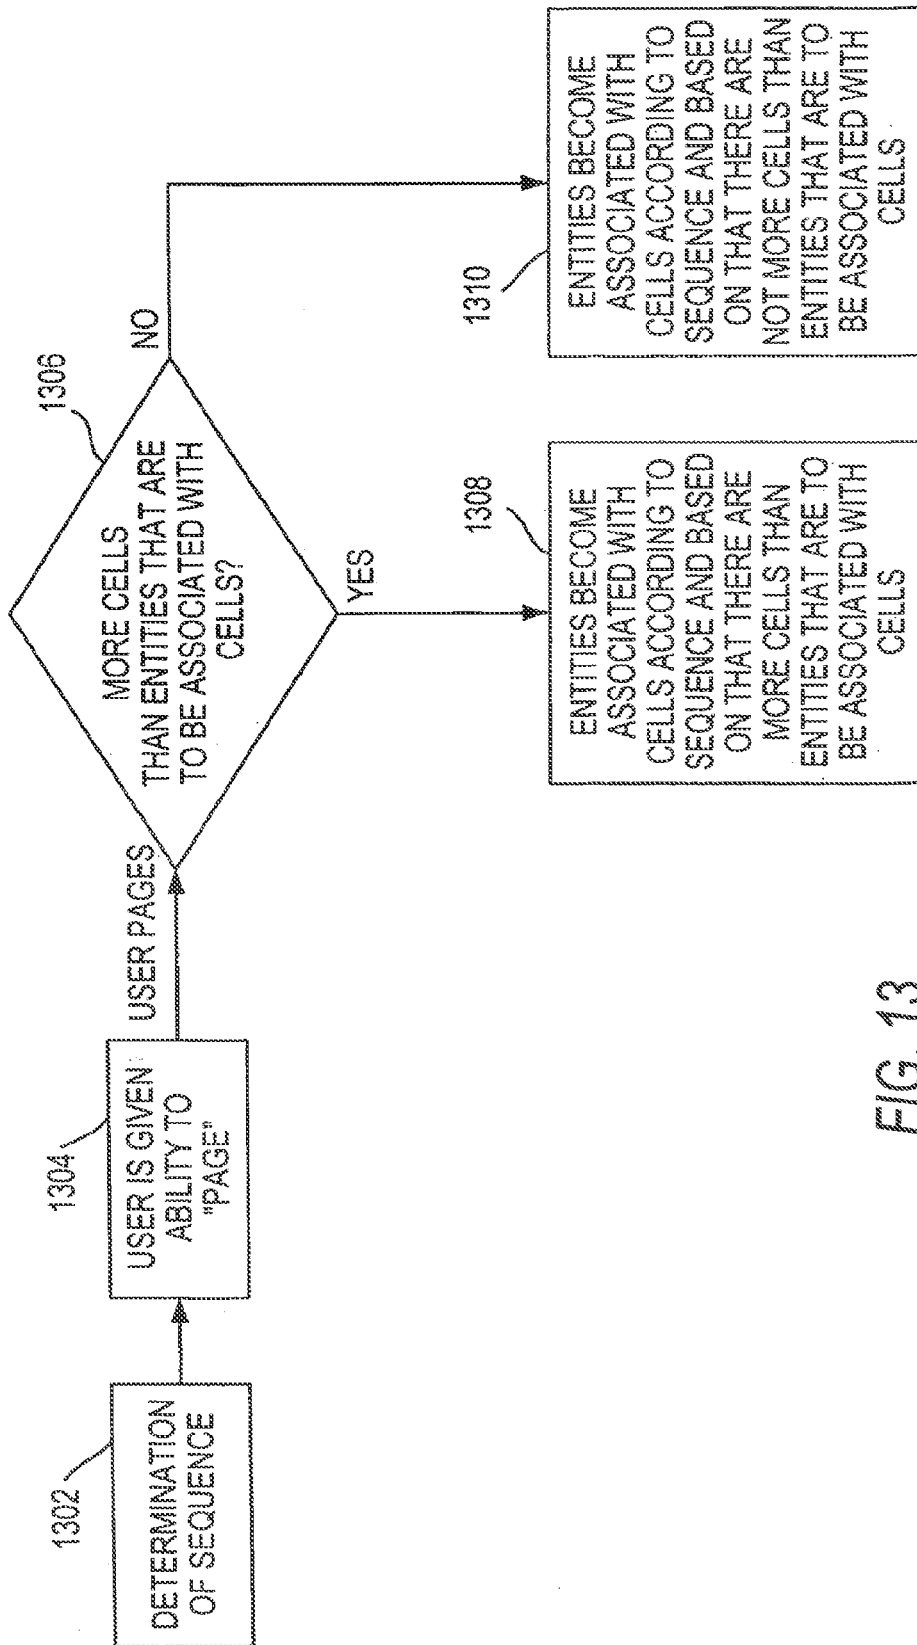 1302
DETERMINATION
OF SEQUENCE
1304
USER IS GIVEN
ABILITY TO
"PAGE"
USER PAGES
1306
MORE CELLS
THAN ENTITIES THAT ARE
TO BE ASSOCIATED WITH
CELLS?
YES
NO
1308
ENTITIES BECOME
ASSOCIATED WITH
CELLS ACCORDING TO
SEQUENCE AND BASED
ON THAT THERE ARE
MORE CELLS THAN
ENTITIES THAT ARE TO
BE ASSOCIATED WITH
CELLS
1310
ENTITIES BECOME
ASSOCIATED WITH
CELLS ACCORDING TO
SEQUENCE AND BASED
ON THAT THERE ARE
NOT MORE CELLS THAN
ENTITIES THAT ARE TO
BE ASSOCIATED WITH
CELLS
FIG. 13